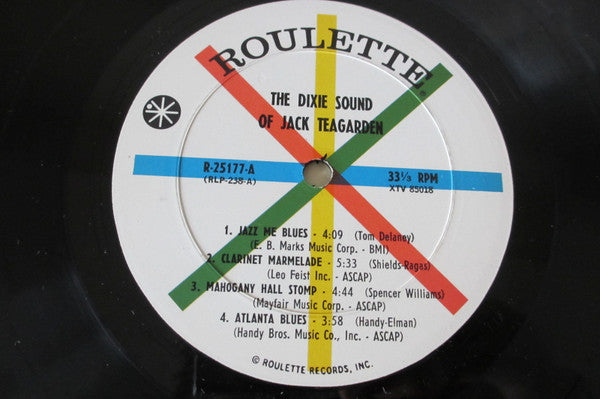 ROULETTE
THE DIXIE SOUND
OF JACK TEAGARDEN
R-25177-A
(RLP-238-A)
33⅓ RPM
XTV 85018
1. JAZZ ME BLUES - 4:09 (Tom Delaney)
(E. B. Marks Music Corp. - BMI)
2. CLARINET MARMELADE - 5:33 (Shields-Ragas)
(Leo Feist Inc. - ASCAP)
3. MAHOGANY HALL STOMP - 4:44 (Spencer Williams)
(Mayfair Music Corp. - ASCAP)
4. ATLANTA BLUES - 3:58 (Handy-Elman)
(Handy Bros. Music Co., Inc. - ASCAP)
© ROULETTE RECORDS, INC.